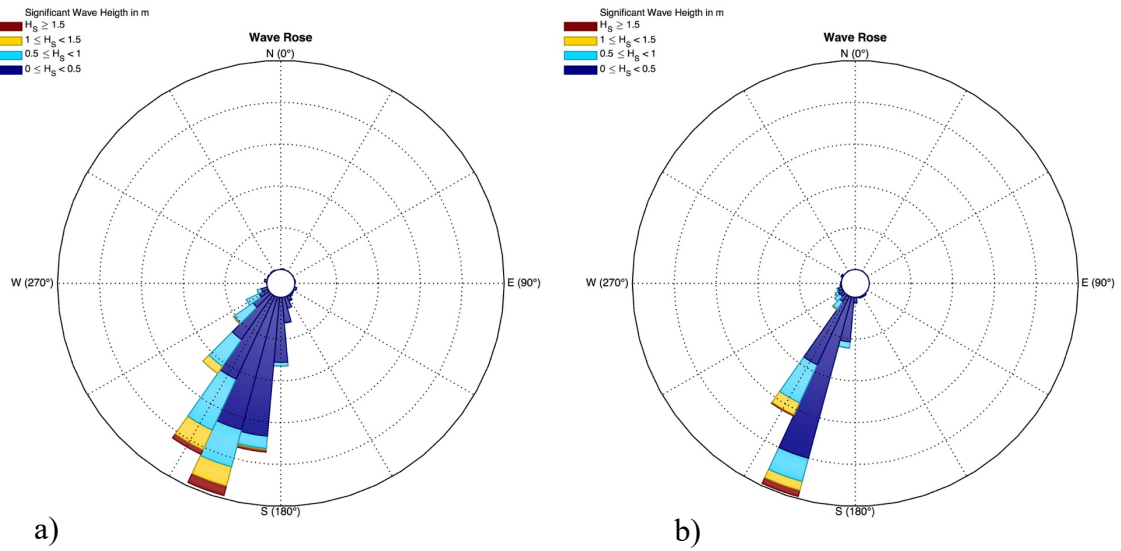 Significant Wave Heigth in m
H_S ≥ 1.5
1 ≤ H_S < 1.5
0.5 ≤ H_S < 1
0 ≤ H_S < 0.5
Wave Rose
N (0°)
W (270°)
E (90°)
S (180°)
a)
Significant Wave Heigth in m
H_S ≥ 1.5
1 ≤ H_S < 1.5
0.5 ≤ H_S < 1
0 ≤ H_S < 0.5
Wave Rose
N (0°)
W (270°)
E (90°)
S (180°)
b)